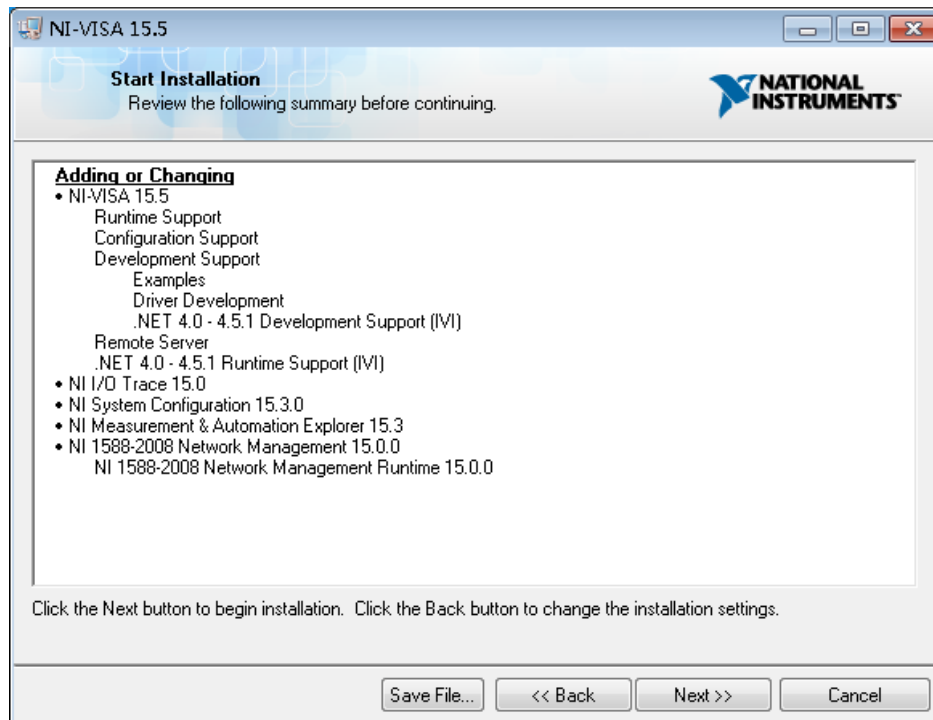 NI-VISA 15.5
Start Installation
Review the following summary before continuing.
NATIONAL
INSTRUMENTS
Adding or Changing
• NI-VISA 15.5
Runtime Support
Configuration Support
Development Support
Examples
Driver Development
.NET 4.0 - 4.5.1 Development Support (IVI)
Remote Server
.NET 4.0 - 4.5.1 Runtime Support (IVI)
• NI I/O Trace 15.0
• NI System Configuration 15.3.0
• NI Measurement & Automation Explorer 15.3
• NI 1588-2008 Network Management 15.0.0
NI 1588-2008 Network Management Runtime 15.0.0
Click the Next button to begin installation.  Click the Back button to change the installation settings.
Save File... << Back Next >> Cancel